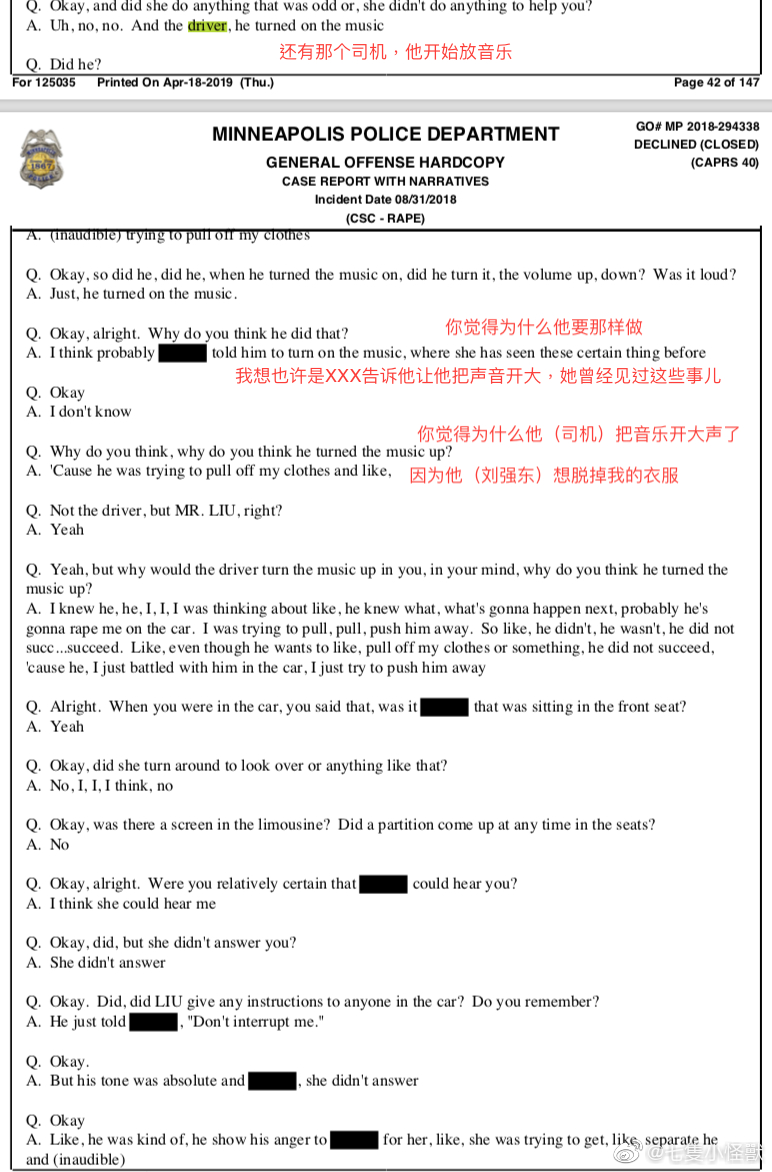 Q. Okay, and did she do anything that was odd or, she didn't do anything to help you?
A. Uh, no, no. And the driver, he turned on the music
还有那个司机，他开始放音乐
Q. Did he?
For 125035 Printed On Apr-18-2019 (Thu.) Page 42 of 147
MINNEAPOLIS POLICE DEPARTMENT
GENERAL OFFENSE HARDCOPY
CASE REPORT WITH NARRATIVES
Incident Date 08/31/2018
(CSC - RAPE)
GO# MP 2018-294338
DECLINED (CLOSED)
(CAPRS 40)
1867
A. (inaudible) trying to pull off my clothes
Q. Okay, so did he, did he, when he turned the music on, did he turn it, the volume up, down? Was it loud?
A. Just, he turned on the music.
Q. Okay, alright. Why do you think he did that?
你觉得为什么他要那样做
A. I think probably told him to turn on the music, where she has seen these certain thing before
我想也许是XXX告诉他让他把声音开大，她曾经见过这些事儿
Q. Okay
A. I don't know
你觉得为什么他（司机）把音乐开大声了
Q. Why do you think, why do you think he turned the music up?
A. 'Cause he was trying to pull off my clothes and like,
因为他（刘强东）想脱掉我的衣服
Q. Not the driver, but MR. LIU, right?
A. Yeah
Q. Yeah, but why would the driver turn the music up in you, in your mind, why do you think he turned the
music up?
A. I knew he, he, I, I, I was thinking about like, he knew what, what's gonna happen next, probably he's
gonna rape me on the car. I was trying to pull, pull, push him away. So like, he didn't, he wasn't, he did not
succ...succeed. Like, even though he wants to like, pull off my clothes or something, he did not succeed,
'cause he, I just battled with him in the car, I just try to push him away
Q. Alright. When you were in the car, you said that, was it that was sitting in the front seat?
A. Yeah
Q. Okay, did she turn around to look over or anything like that?
A. No, I, I, I think, no
Q. Okay, was there a screen in the limousine? Did a partition come up at any time in the seats?
A. No
Q. Okay, alright. Were you relatively certain that could hear you?
A. I think she could hear me
Q. Okay, did, but she didn't answer you?
A. She didn't answer
Q. Okay. Did, did LIU give any instructions to anyone in the car? Do you remember?
A. He just told , "Don't interrupt me."
Q. Okay.
A. But his tone was absolute and , she didn't answer
Q. Okay
A. Like, he was kind of, he show his anger to for her, like, she was trying to get, like, separate he
and (inaudible)
@毛隻小怪獸